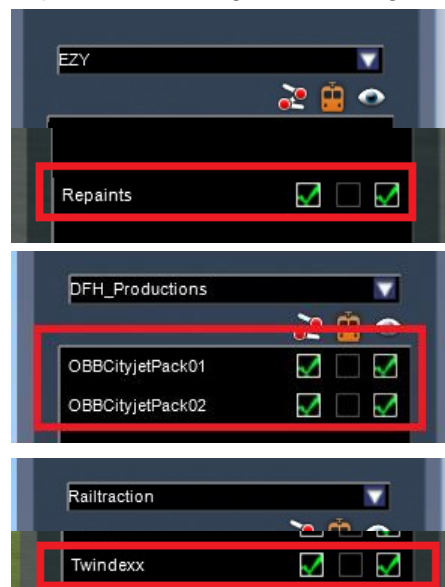 EZY
Repaints
DFH_Productions
OBBCityjetPack01
OBBCityjetPack02
Railtraction
Twindexx